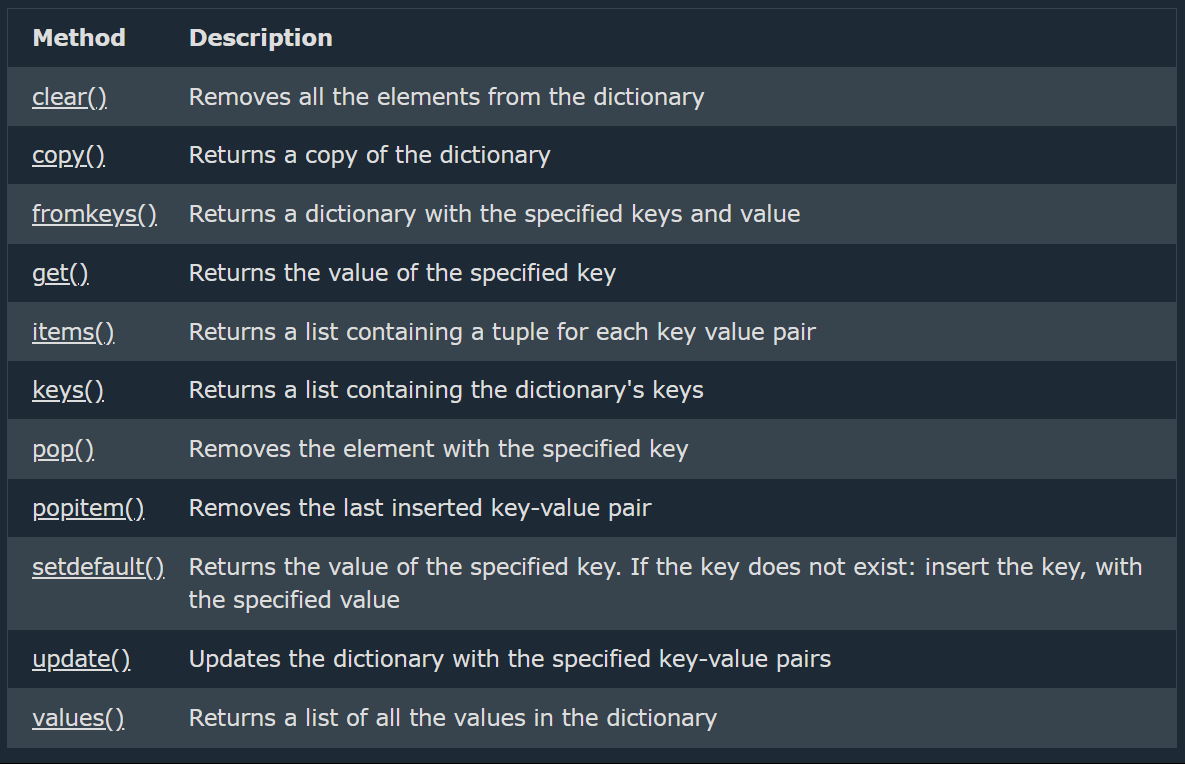 Method Description
clear() Removes all the elements from the dictionary
copy() Returns a copy of the dictionary
fromkeys() Returns a dictionary with the specified keys and value
get() Returns the value of the specified key
items() Returns a list containing a tuple for each key value pair
keys() Returns a list containing the dictionary's keys
pop() Removes the element with the specified key
popitem() Removes the last inserted key-value pair
setdefault() Returns the value of the specified key. If the key does not exist: insert the key, with
the specified value
update() Updates the dictionary with the specified key-value pairs
values() Returns a list of all the values in the dictionary